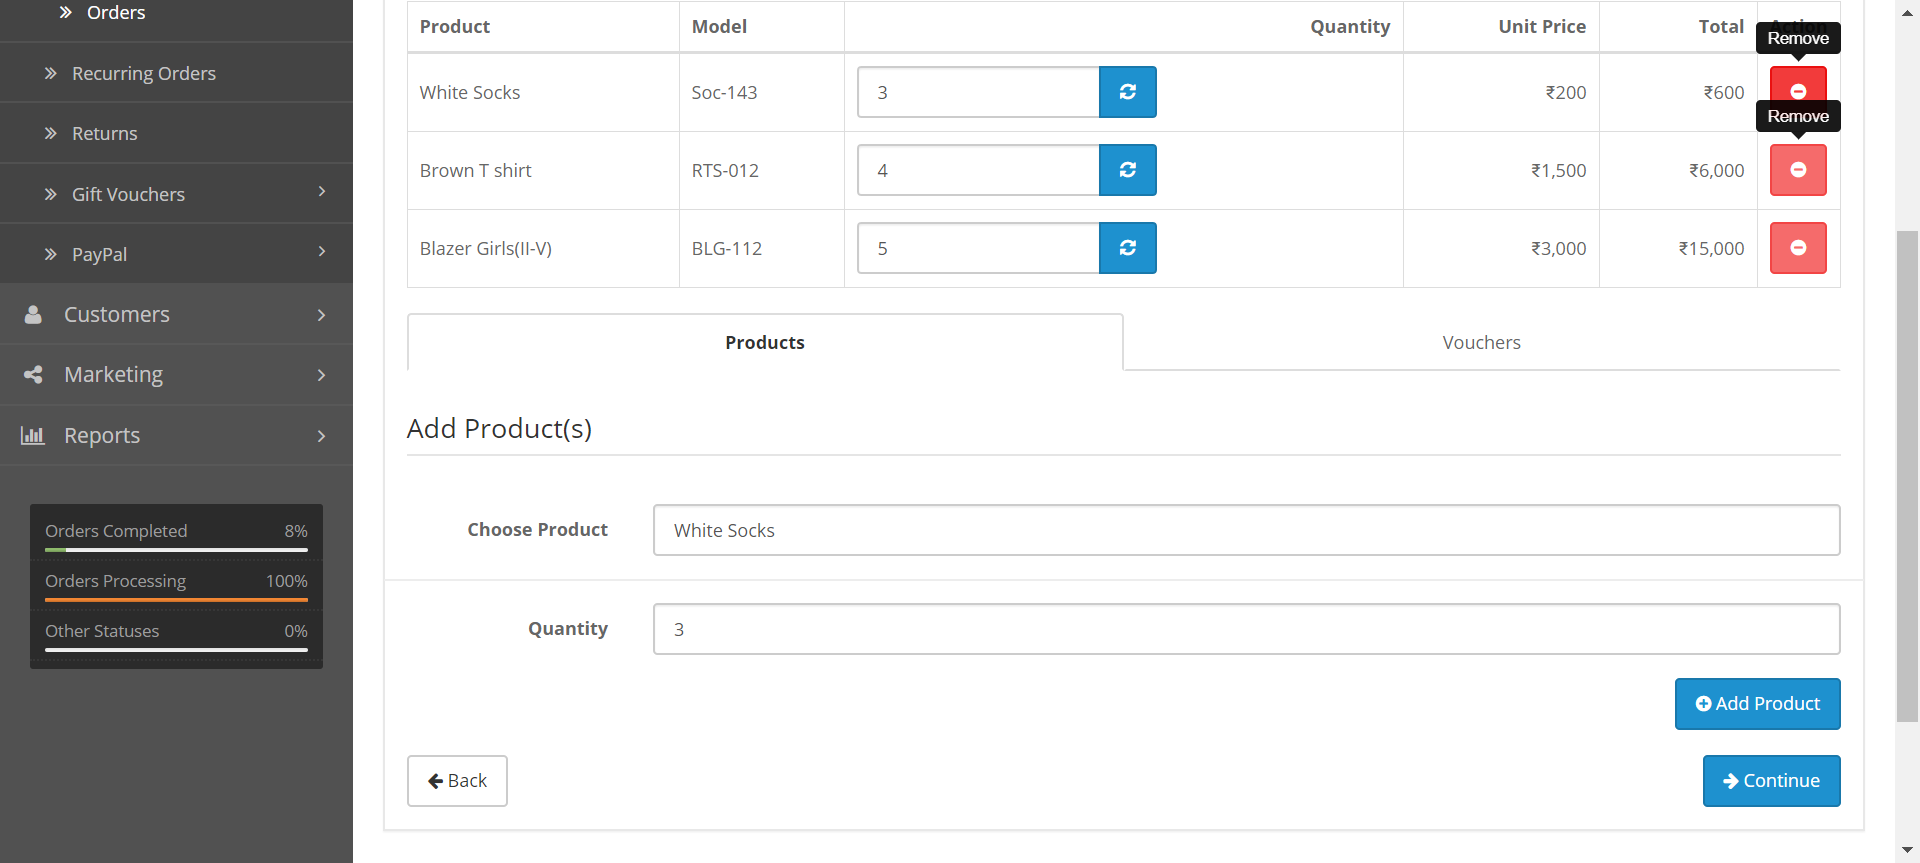 Orders
Recurring Orders
Returns
Gift Vouchers
PayPal
Customers
Marketing
Reports
Orders Completed 8%
Orders Processing 100%
Other Statuses 0%
Product Model Quantity Unit Price Total
Remove
White Socks Soc-143 3 ₹200 ₹600
Remove
Brown T shirt RTS-012 4 ₹1,500 ₹6,000
Blazer Girls(II-V) BLG-112 5 ₹3,000 ₹15,000
Products Vouchers
Add Product(s)
Choose Product White Socks
Quantity 3
Add Product
Back Continue